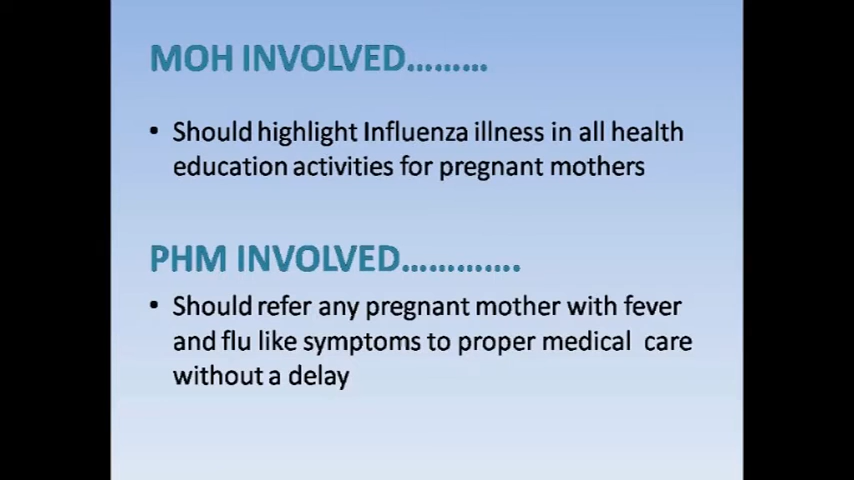 MOH INVOLVED.........
• Should highlight Influenza illness in all health
education activities for pregnant mothers
PHM INVOLVED.............
• Should refer any pregnant mother with fever
and flu like symptoms to proper medical  care
without a delay